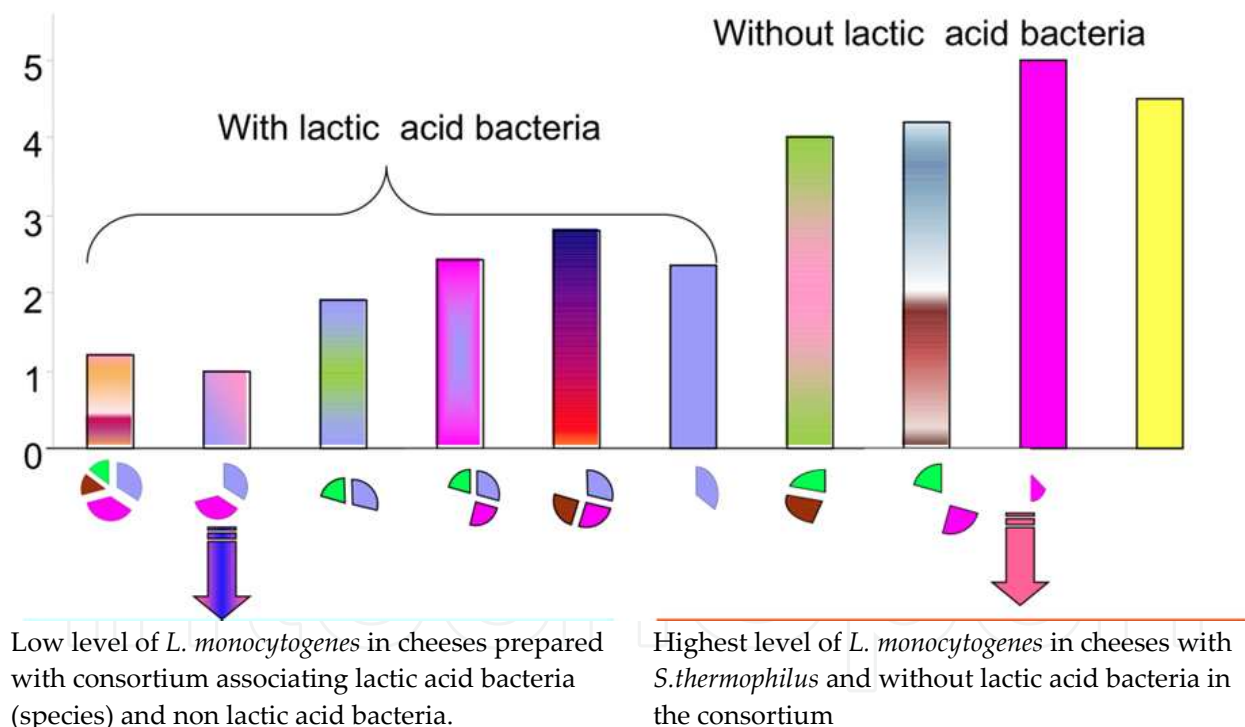 Without lactic acid bacteria
With lactic acid bacteria
5
4
3
2
1
0
Low level of L. monocytogenes in cheeses prepared
with consortium associating lactic acid bacteria
(species) and non lactic acid bacteria.
Highest level of L. monocytogenes in cheeses with
S.thermophilus and without lactic acid bacteria in
the consortium